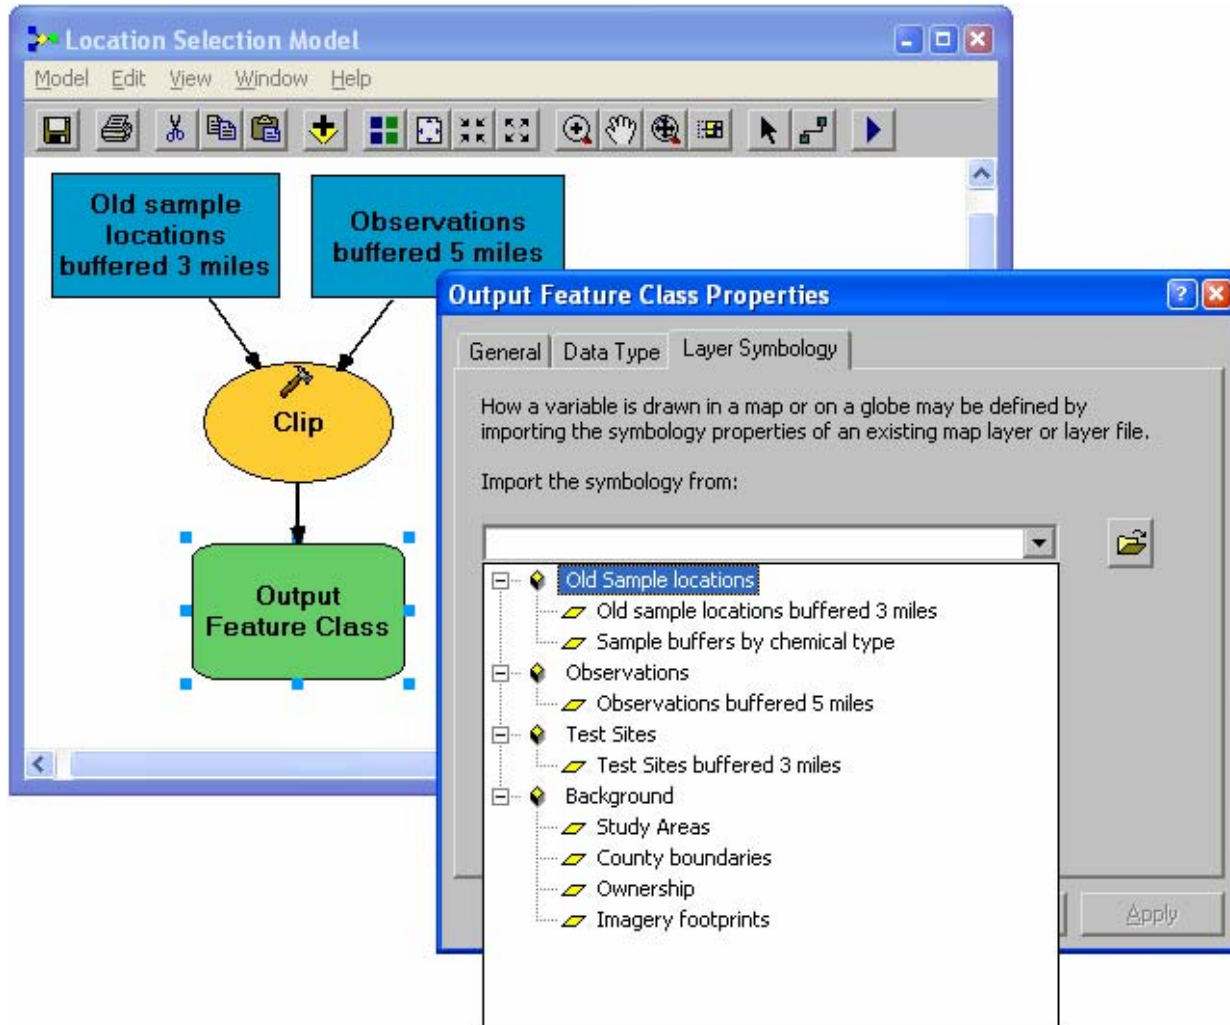 Location Selection Model
Model Edit View Window Help
Old sample
locations
buffered 3 miles
Observations
buffered 5 miles
Clip
Output
Feature Class
Output Feature Class Properties
General Data Type Layer Symbology
How a variable is drawn in a map or on a globe may be defined by
importing the symbology properties of an existing map layer or layer file.
Import the symbology from:
Old Sample locations
Old sample locations buffered 3 miles
Sample buffers by chemical type
Observations
Observations buffered 5 miles
Test Sites
Test Sites buffered 3 miles
Background
Study Areas
County boundaries
Ownership
Imagery footprints
Apply